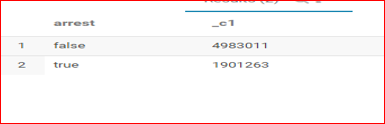 arrest _c1
1 false 4983011
2 true 1901263